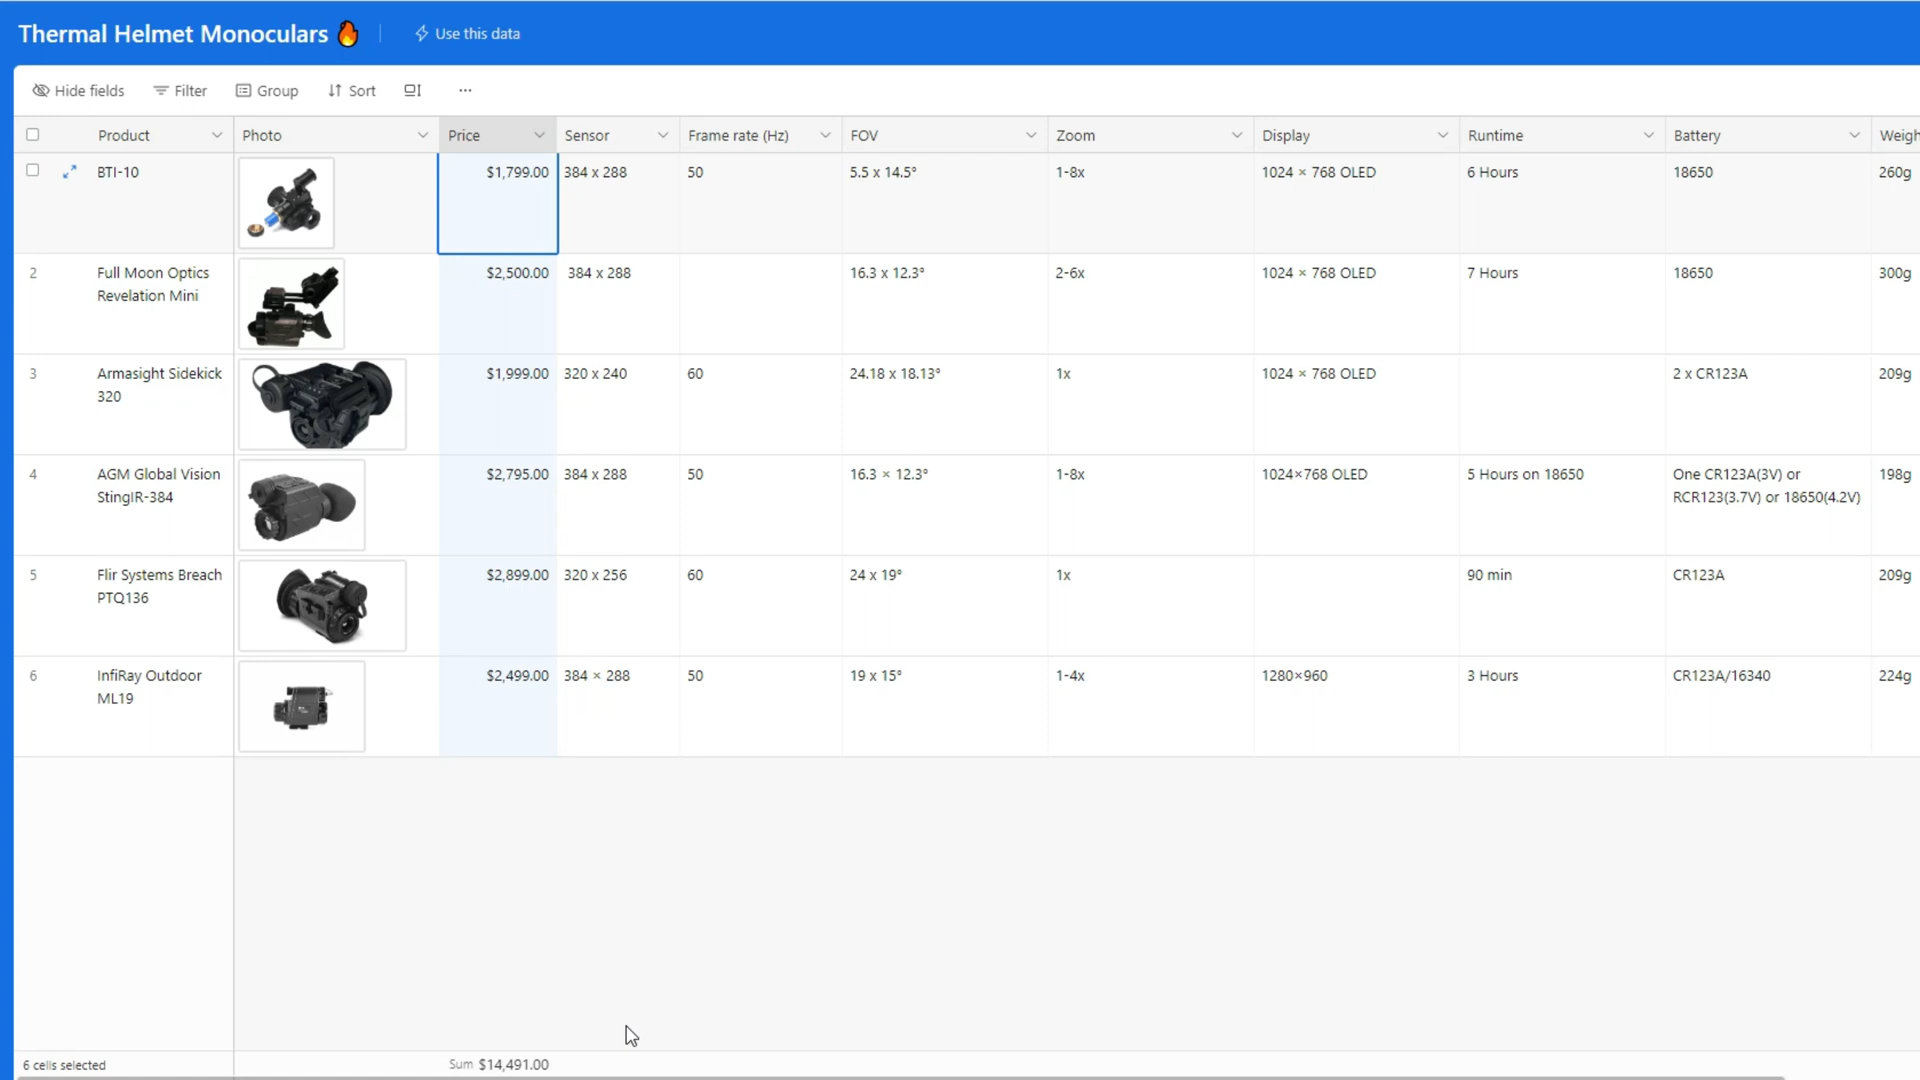 Thermal Helmet Monoculars 🔥 Use this data
Hide fields Filter Group Sort ...
Product Photo Price Sensor Frame rate (Hz) FOV Zoom Display Runtime Battery Weigh
BTI-10 $1,799.00 384 x 288 50 5.5 x 14.5° 1-8x 1024 × 768 OLED 6 Hours 18650 260g
2 Full Moon Optics $2,500.00 384 x 288 16.3 x 12.3° 2-6x 1024 × 768 OLED 7 Hours 18650 300g
Revelation Mini
3 Armasight Sidekick $1,999.00 320 x 240 60 24.18 x 18.13° 1x 1024 × 768 OLED 2 x CR123A 209g
320
4 AGM Global Vision $2,795.00 384 x 288 50 16.3 × 12.3° 1-8x 1024×768 OLED 5 Hours on 18650 One CR123A(3V) or 198g
StingIR-384 RCR123(3.7V) or 18650(4.2V)
5 Flir Systems Breach $2,899.00 320 x 256 60 24 x 19° 1x 90 min CR123A 209g
PTQ136
6 InfiRay Outdoor $2,499.00 384 × 288 50 19 x 15° 1-4x 1280×960 3 Hours CR123A/16340 224g
ML19
6 cells selected Sum $14,491.00